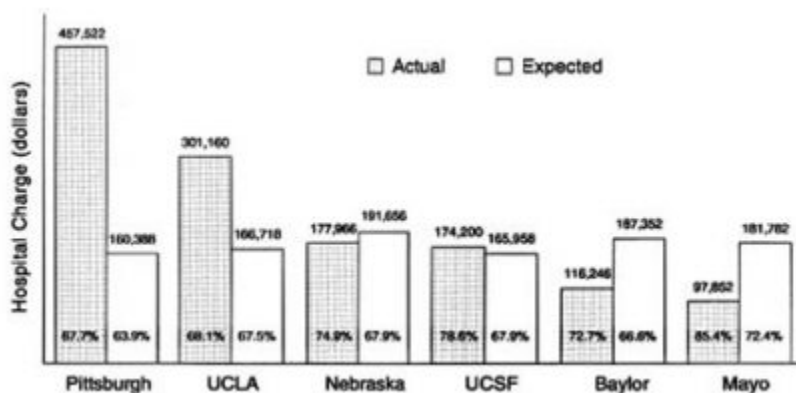 457,522
Actual
Expected
301,160
191,656
187,352
181,782
160,388
166,718
177,966
174,200
165,958
116,246
97,852
67.7%
63.9%
68.1%
67.5%
74.9%
67.9%
78.6%
67.9%
72.7%
66.6%
85.4%
72.4%
Hospital Charge (dollars)
Pittsburgh
UCLA
Nebraska
UCSF
Baylor
Mayo